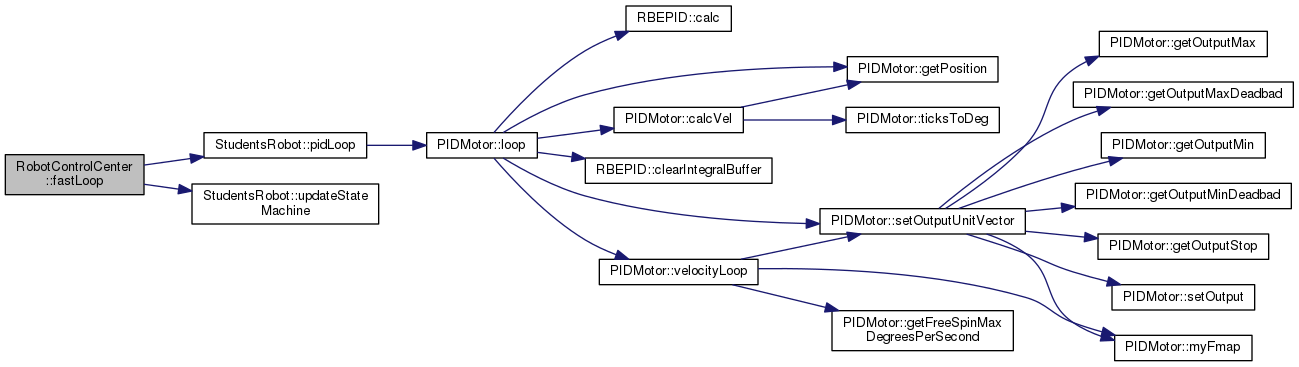 RobotControlCenter
::fastLoop
StudentsRobot::pidLoop
StudentsRobot::updateState
Machine
PIDMotor::loop
RBEPID::calc
PIDMotor::getPosition
PIDMotor::calcVel
PIDMotor::ticksToDeg
RBEPID::clearIntegralBuffer
PIDMotor::setOutputUnitVector
PIDMotor::velocityLoop
PIDMotor::getFreeSpinMax
DegreesPerSecond
PIDMotor::getOutputMax
PIDMotor::getOutputMaxDeadbad
PIDMotor::getOutputMin
PIDMotor::getOutputMinDeadbad
PIDMotor::getOutputStop
PIDMotor::setOutput
PIDMotor::myFmap